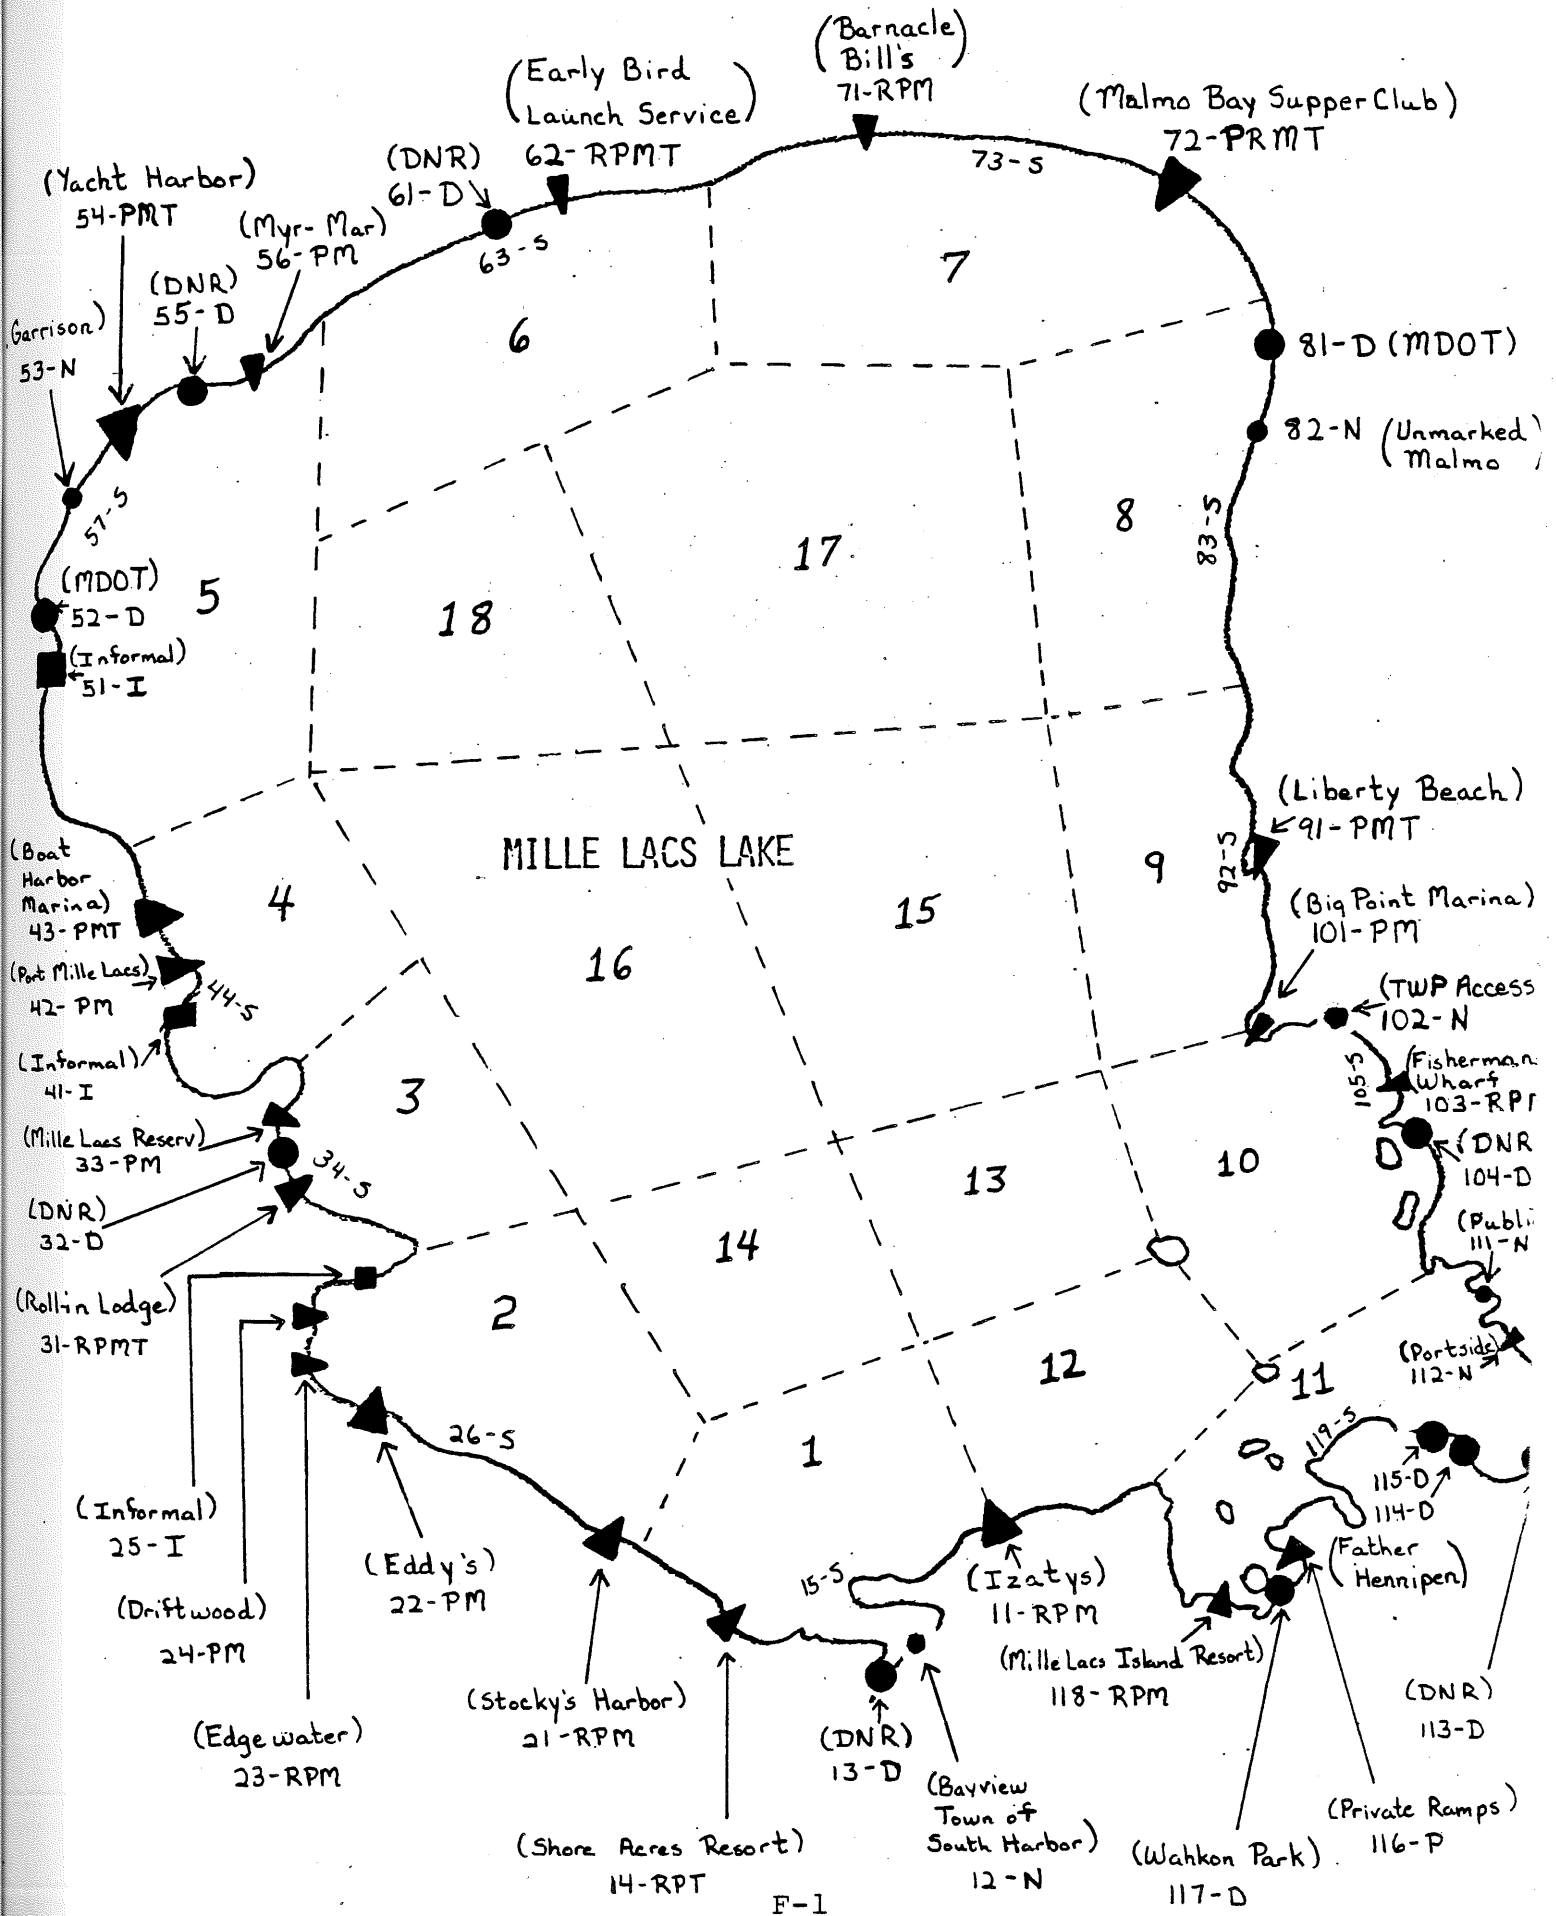 (Barnacle
Bill's)
71-RPM
(Early Bird
Launch Service)
62-RPMT
(Malmo Bay Supper Club)
72-PRMT
73-S
(DNR)
61-D
63-S
(Yacht Harbor)
54-PMT
(Myr-Mar)
56-PM
(DNR)
55-D
Garrison)
53-N
57-S
7
6
81-D (MDOT)
82-N (Unmarked)
Malmo
83-S
8
17
18
5
(MDOT)
52-D
(Informal)
51-I
(Liberty Beach)
91-PMT
92-S
MILLE LACS LAKE
9
(Boat
Harbor
Marina)
43-PMT
4
15
16
(Big Point Marina)
101-PM
(Port Mille Lacs)
42-PM
44-S
(TWP Access
102-N
(Informal)
41-I
3
105-S
(Fisherman
Wharf
103-RP
(Mille Lacs Reserv)
33-PM
34-S
(DNR
104-D
10
13
(DNR)
32-D
14
(Publi
111-N
(Rollin Lodge)
31-RPMT
2
(Portside)
112-N
12
11
26-S
1
119-S
115-D
114-D
(Informal)
25-I
(Eddy's)
22-PM
15-S
(Izatys)
11-RPM
(Father
Hennipen)
(Driftwood)
24-PM
(Mille Lacs Island Resort)
118-RPM
(Stocky's Harbor)
21-RPM
(DNR)
113-D
(Edgewater)
23-RPM
(DNR)
13-D
(Bayview
Town of
South Harbor)
12-N
(Private Ramps)
116-P
(Shore Acres Resort)
14-RPT
(Wahkon Park)
117-D
F-1